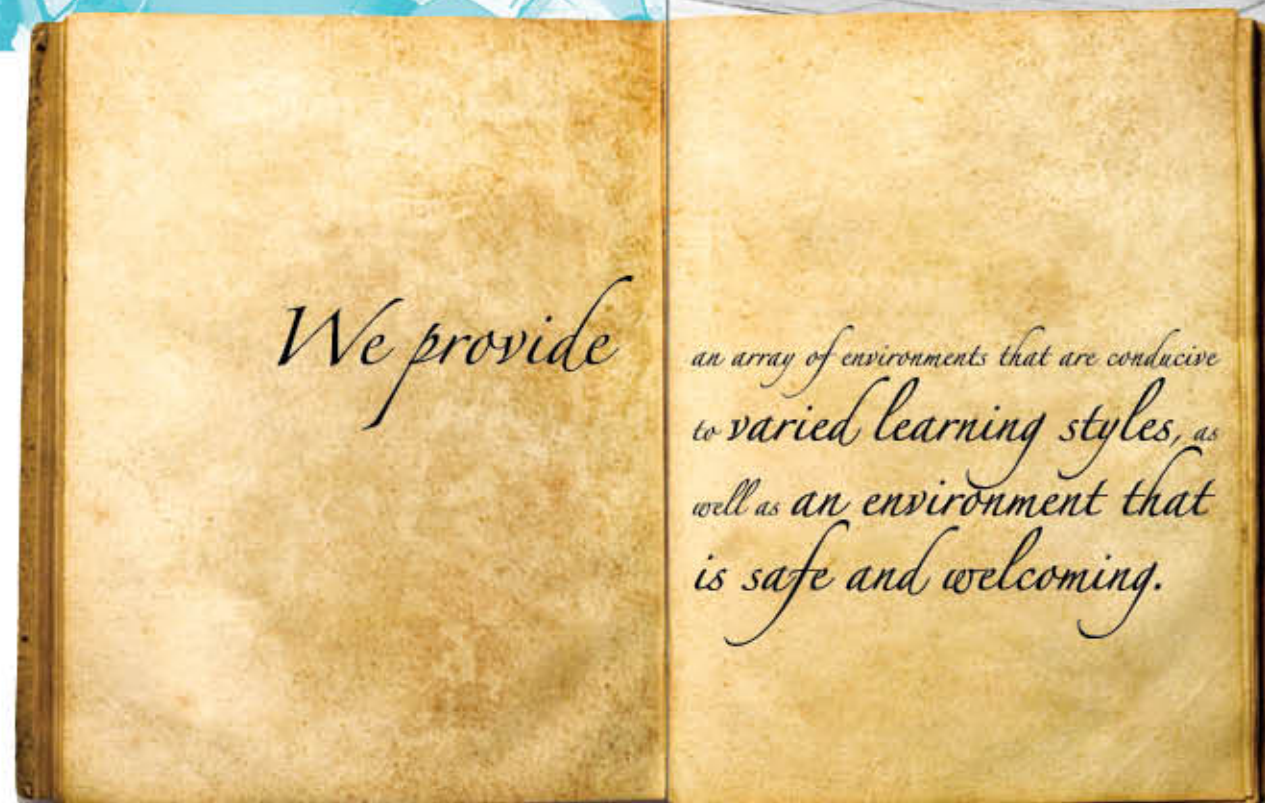 We provide
an array of environments that are conducive
to varied learning styles, as
well as an environment that
is safe and welcoming.